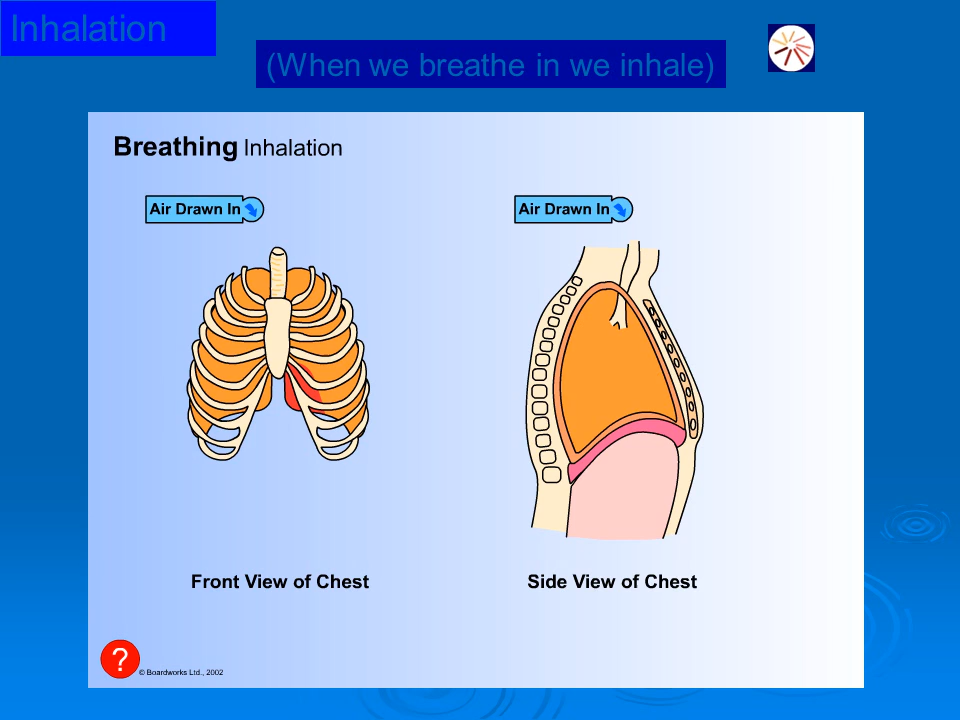 Inhalation
(When we breathe in we inhale)
Breathing Inhalation
Air Drawn In
Air Drawn In
Front View of Chest
Side View of Chest
?
© Boardworks Ltd., 2002